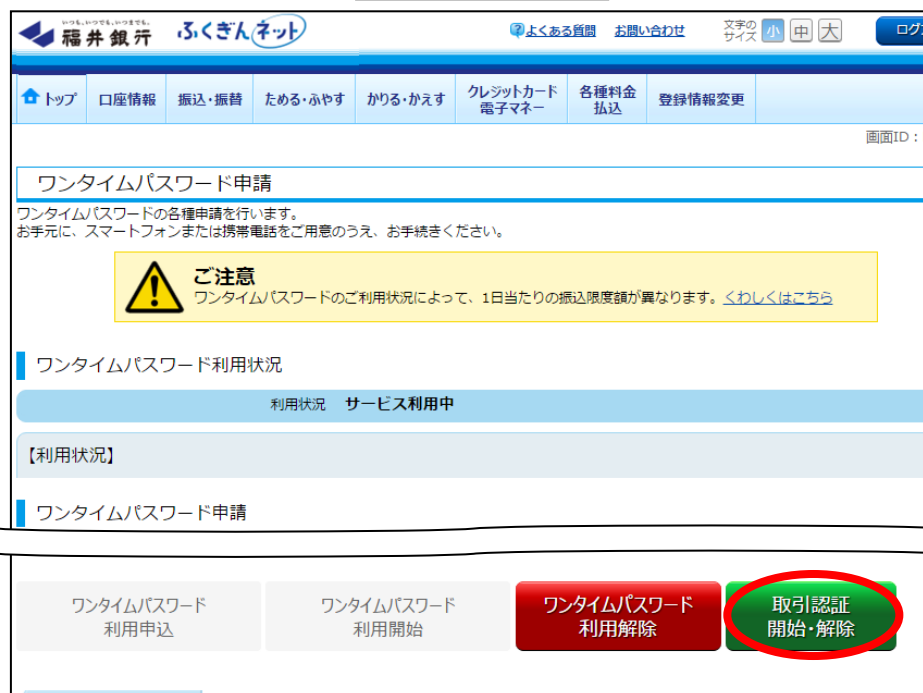 いつも。いつでも。いつまでも。
福井銀行 ふくぎんネット よくある質問 お問い合わせ 文字の サイズ 小 中 大 ログ
トップ 口座情報 振込・振替 ためる・ふやす かりる・かえす クレジットカード 電子マネー 各種料金 払込 登録情報変更
画面ID：
ワンタイムパスワード申請
ワンタイムパスワードの各種申請を行います。
お手元に、スマートフォンまたは携帯電話をご用意のうえ、お手続きください。
ご注意
ワンタイムパスワードのご利用状況によって、1日当たりの振込限度額が異なります。くわしくはこちら
ワンタイムパスワード利用状況
利用状況 サービス利用中
【利用状況】
ワンタイムパスワード申請
ワンタイムパスワード 利用申込
ワンタイムパスワード 利用開始
ワンタイムパスワード 利用解除
取引認証 開始・解除